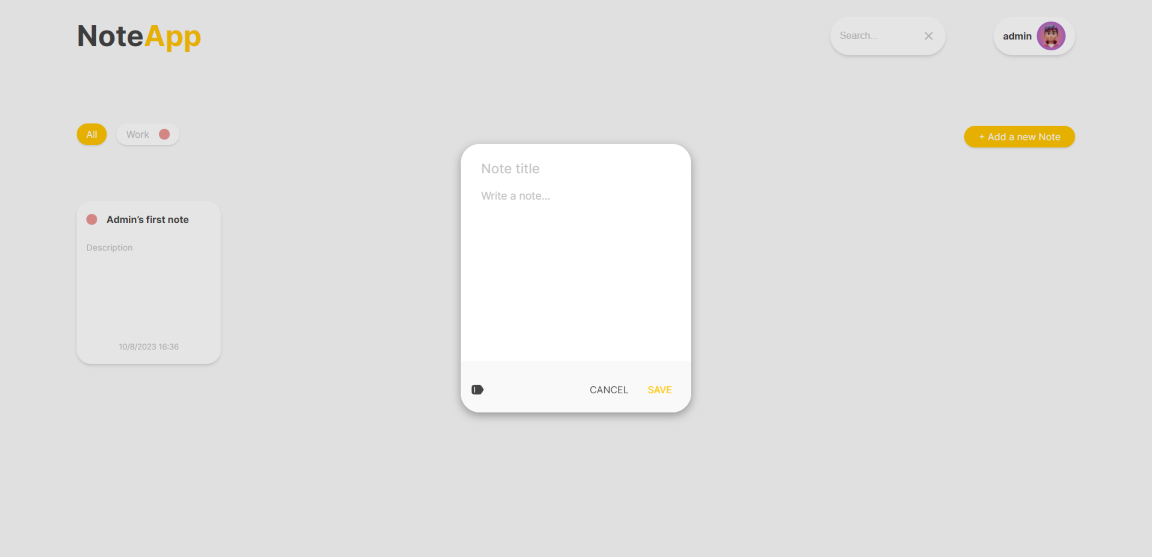 NoteApp
Search...
admin
All
Work
+ Add a new Note
Admin's first note
Description
10/8/2023 16:36
Note title
Write a note...
CANCEL
SAVE